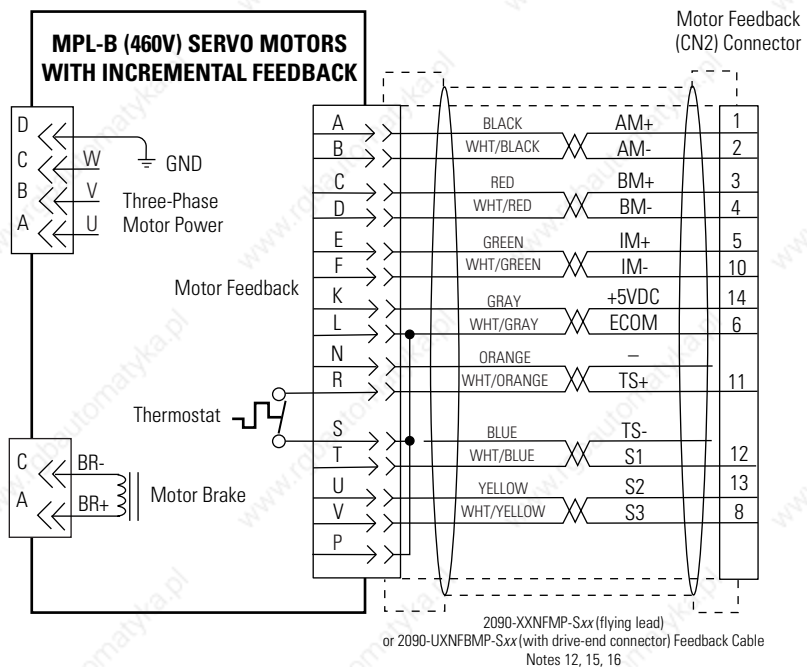 Motor Feedback
(CN2) Connector
MPL-B (460V) SERVO MOTORS
WITH INCREMENTAL FEEDBACK
D
C
W
GND
B
V
Three-Phase
A
U
Motor Power
Motor Feedback
Thermostat
C
BR-
Motor Brake
A
BR+
A BLACK AM+ 1
B WHT/BLACK AM- 2
C RED BM+ 3
D WHT/RED BM- 4
E GREEN IM+ 5
F WHT/GREEN IM- 10
K GRAY +5VDC 14
L WHT/GRAY ECOM 6
N ORANGE –
R WHT/ORANGE TS+ 11
S BLUE TS-
T WHT/BLUE S1 12
U YELLOW S2 13
V WHT/YELLOW S3 8
P
2090-XXNFMP-Sxx (flying lead)
or 2090-UXNFBMP-Sxx (with drive-end connector) Feedback Cable
Notes 12, 15, 16
www.robautomatyka.pl